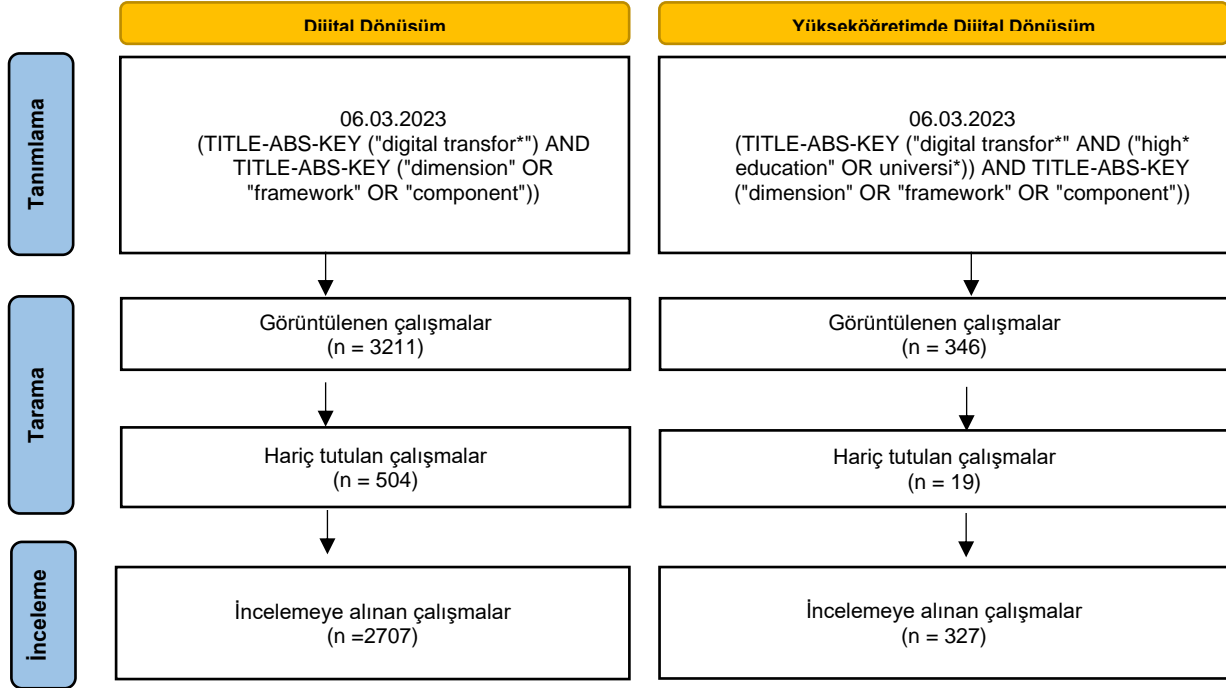 Dijital Dönüşüm
Yükseköğretimde Dijital Dönüşüm
Tanımlama
06.03.2023
(TITLE-ABS-KEY ("digital transfor*") AND
TITLE-ABS-KEY ("dimension" OR
"framework" OR "component"))
06.03.2023
(TITLE-ABS-KEY ("digital transfor*" AND ("high*
education" OR universi*)) AND TITLE-ABS-KEY
("dimension" OR "framework" OR "component"))
Tarama
Görüntülenen çalışmalar
(n = 3211)
Görüntülenen çalışmalar
(n = 346)
Hariç tutulan çalışmalar
(n = 504)
Hariç tutulan çalışmalar
(n = 19)
İnceleme
İncelemeye alınan çalışmalar
(n =2707)
İncelemeye alınan çalışmalar
(n = 327)